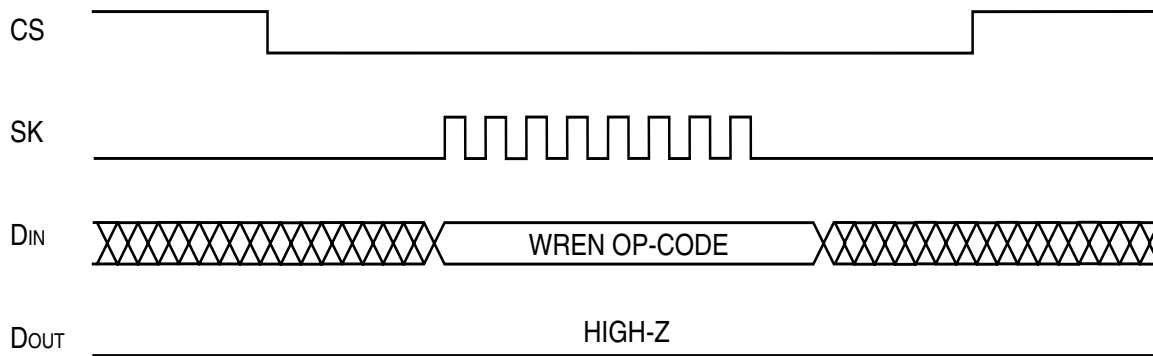 CS
SK
DIN
WREN OP-CODE
DOUT
HIGH-Z